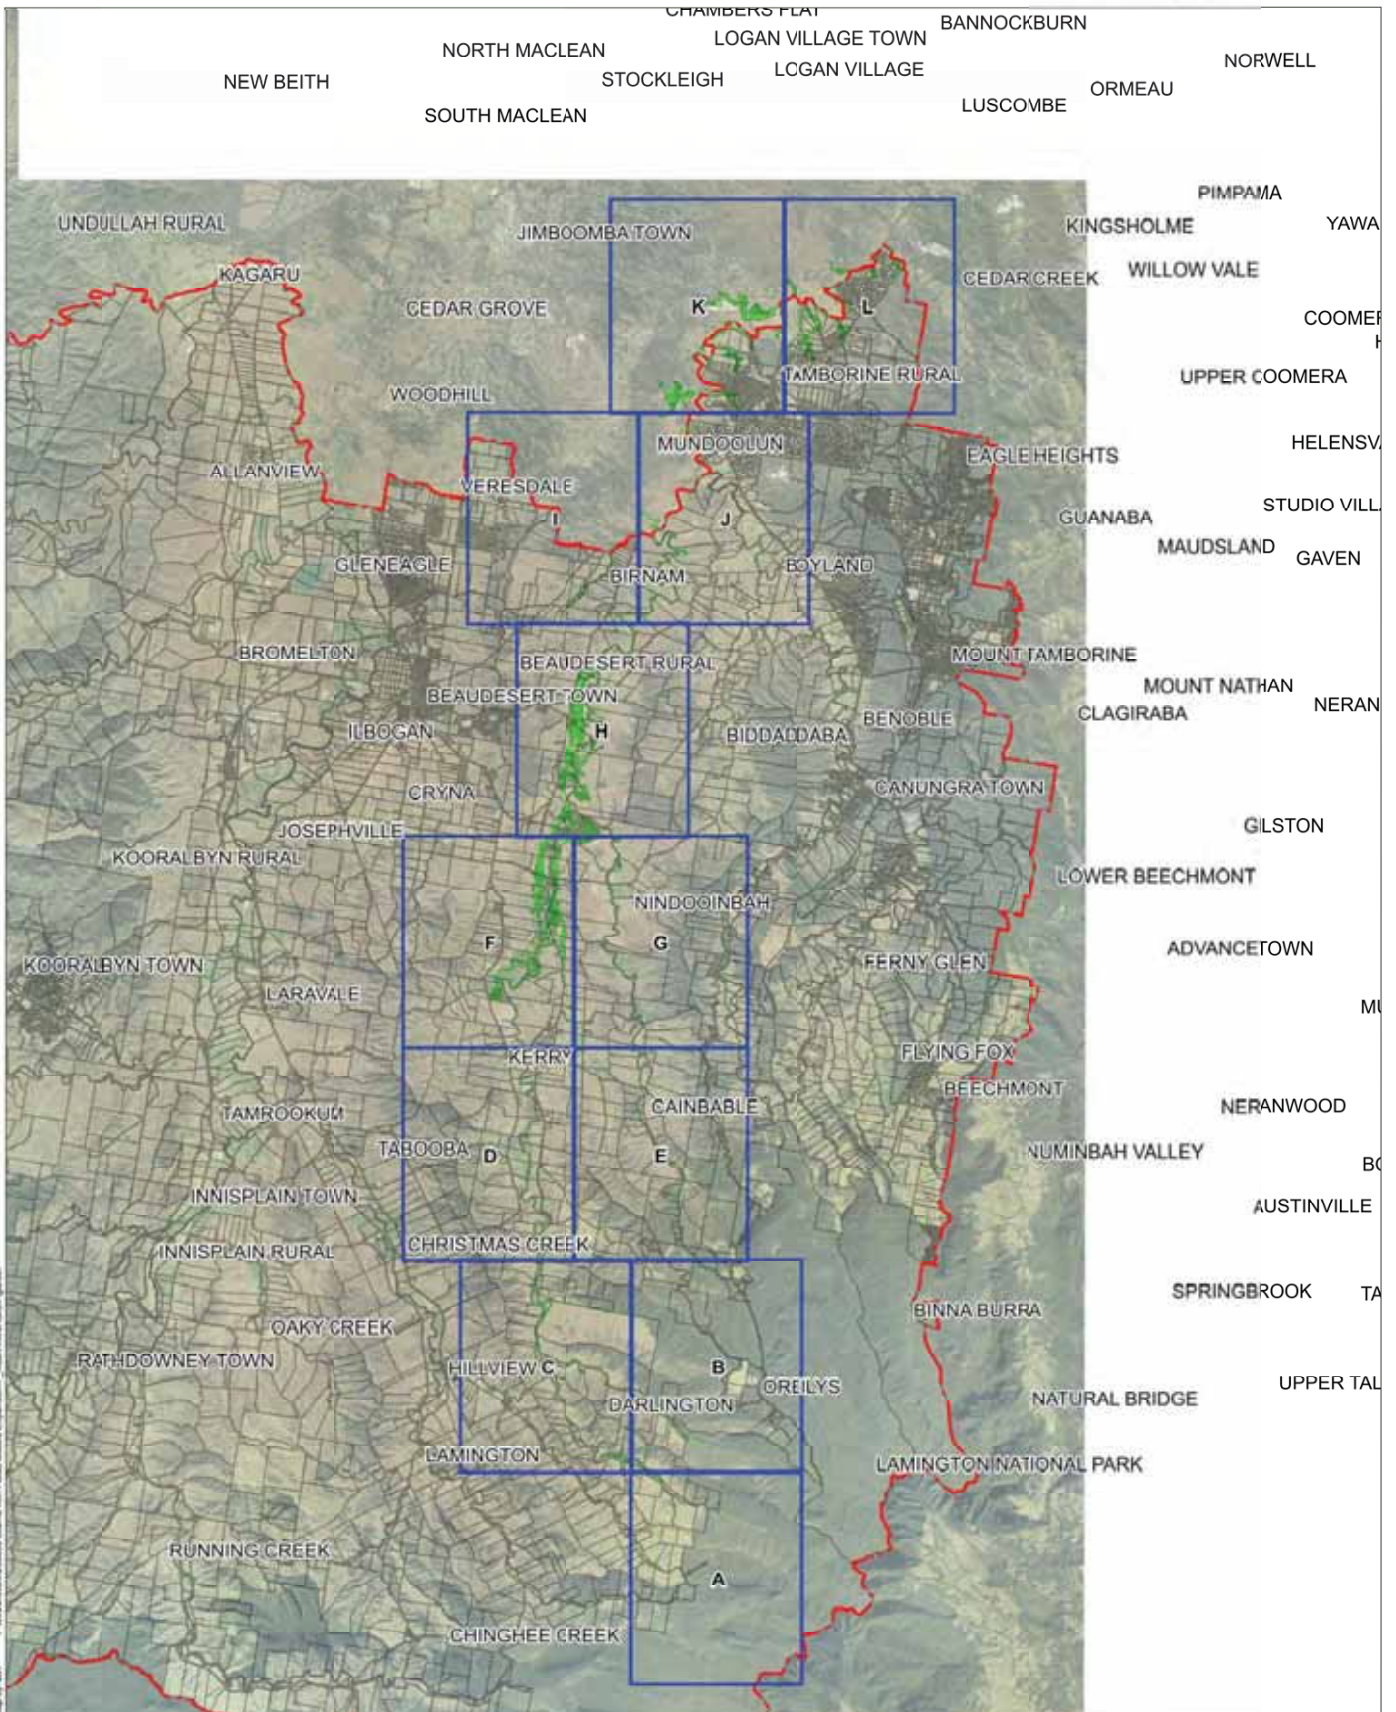 CHAMBERS FLAT
BANNOCKBURN
LOGAN VILLAGE TOWN
NORTH MACLEAN
NORWELL
LOGAN VILLAGE
STOCKLEIGH
NEW BEITH
ORMEAU
LUSCOMBE
SOUTH MACLEAN
PIMPAMA
UNDULLAH RURAL
KINGSHOLME
YAWA
JIMBOOMBA TOWN
WILLOW VALE
KAGARU
CEDAR CREEK
K
L
CEDAR GROVE
COOMER
H
TAMBORINE RURAL
UPPER COOMERA
WOODHILL
MUNDOOLUN
HELENSVA
EAGLE HEIGHTS
ALLANVIEW
VERESDALE
STUDIO VILLA
I
J
GUANABA
MAUDSLAND
GAVEN
GLENEAGLE
BOYLAND
BIRNAM
BROMELTON
MOUNT TAMBORINE
BEAUDESERT RURAL
MOUNT NATHAN
BEAUDESERT TOWN
NERAN
CLAGIRABA
BENOBLE
ILBOGAN
H
BIDDADDABA
CANUNGRA TOWN
CRYNA
GILSTON
JOSEPHVILLE
KOORALBYN RURAL
LOWER BEECHMONT
NINDOOINBAH
F
G
ADVANCETOWN
FERNY GLEN
KOORALBYN TOWN
LARAVALE
MU
FLYING FOX
KERRY
BEECHMONT
CAINBABLE
NERANWOOD
TAMROOKUM
TABOOBA
D
E
NUMINBAH VALLEY
BO
INNISPLAIN TOWN
AUSTINVILLE
CHRISTMAS CREEK
INNISPLAIN RURAL
SPRINGBROOK
TA
BINNA BURRA
OAKY CREEK
RATHDOWNEY TOWN
HILLVIEW
C
B
OREILYS
UPPER TAL
NATURAL BRIDGE
DARLINGTON
LAMINGTON
LAMINGTON NATIONAL PARK
RUNNING CREEK
A
CHINGHEE CREEK